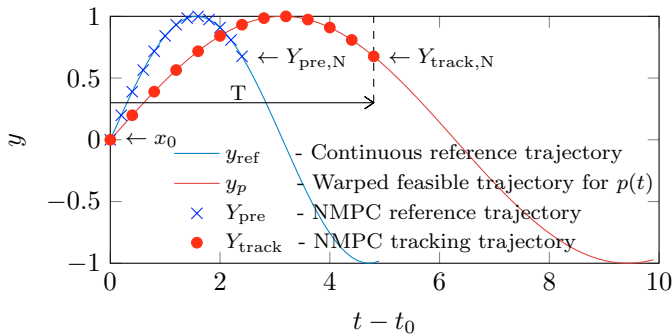 1
0.5
0
−0.5
−1
y
← Y_pre,N
← Y_track,N
T
← x_0
y_ref - Continuous reference trajectory
y_p - Warped feasible trajectory for p(t)
Y_pre - NMPC reference trajectory
Y_track - NMPC tracking trajectory
0 2 4 6 8 10
t − t_0